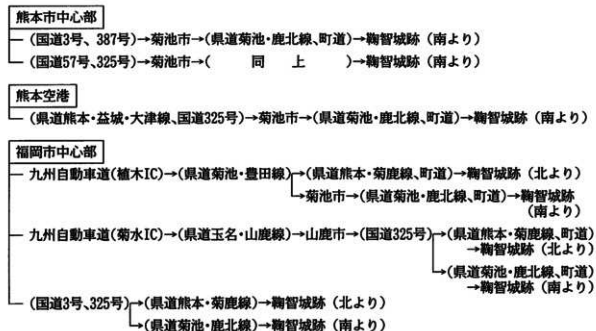 熊本市中心部
(国道3号、387号)→菊池市→(県道菊池・鹿北線、町道)→鞠智城跡(南より)
(国道57号、325号)→菊池市→( 同 上 )→鞠智城跡(南より)
熊本空港
(県道熊本・益城・大津線、国道325号)→菊池市→(県道菊池・鹿北線、町道)→鞠智城跡(南より)
福岡市中心部
九州自動車道(植木IC)→(県道菊池・豊田線)→(県道熊本・菊鹿線、町道)→鞠智城跡(北より)
→菊池市→(県道菊池・鹿北線、町道)→鞠智城跡
(南より)
九州自動車道(菊水IC)→(県道玉名・山鹿線)→山鹿市→(国道325号)→(県道熊本・菊鹿線、町道)
→鞠智城跡(北より)
→(県道菊池・鹿北線、町道)
→鞠智城跡(南より)
(国道3号、325号)→(県道熊本・菊鹿線)→鞠智城跡(北より)
→(県道菊池・鹿北線)→鞠智城跡(南より)